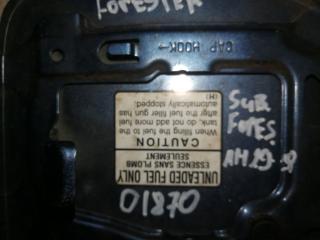 FORESTER
CAP HOOK→
UNLEADED FUEL ONLY
ESSENCE SANS PLOMB
SEULEMENT
CAUTION
When filling the fuel to the
tank, do not add more fuel
after the fuel filler gun has
automatically stopped.
(H)
SUB
FORES
01870